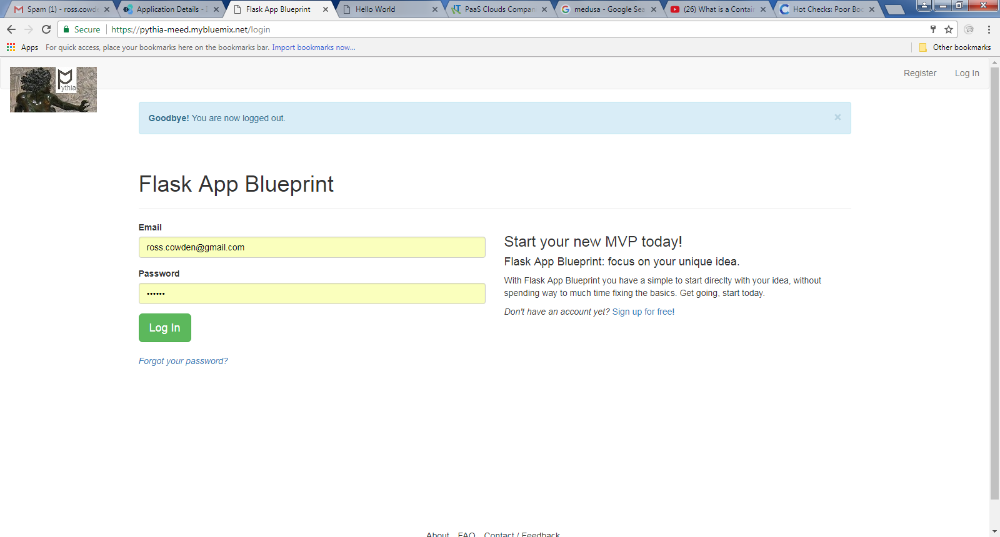 Spam (1) - ross.cowd
Application Details -
Flask App Blueprint
Hello World
PaaS Clouds Compan
medusa - Google Sea
(26) What is a Contain
Hot Checks: Poor Boo
Secure https://pythia-meed.mybluemix.net/login
Apps For quick access, place your bookmarks here on the bookmarks bar. Import bookmarks now... Other bookmarks
Pythia
Register Log In
Goodbye! You are now logged out. ×
Flask App Blueprint
Email
ross.cowden@gmail.com
Password
••••••
Log In
Forgot your password?
Start your new MVP today!
Flask App Blueprint: focus on your unique idea.
With Flask App Blueprint you have a simple to start direclty with your idea, without
spending way to much time fixing the basics. Get going, start today.
Don't have an account yet? Sign up for free!
About FAQ Contact / Feedback